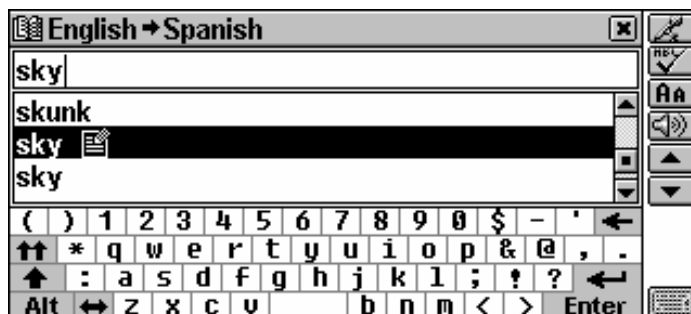 English→Spanish
sky
skunk
sky
sky
ABC
AA
( ) 1 2 3 4 5 6 7 8 9 0 $ - ' ←
* q w e r t y u i o p & @ , .
: a s d f g h j k l ; ! ?
Alt ↔ z x c v b n m < > Enter